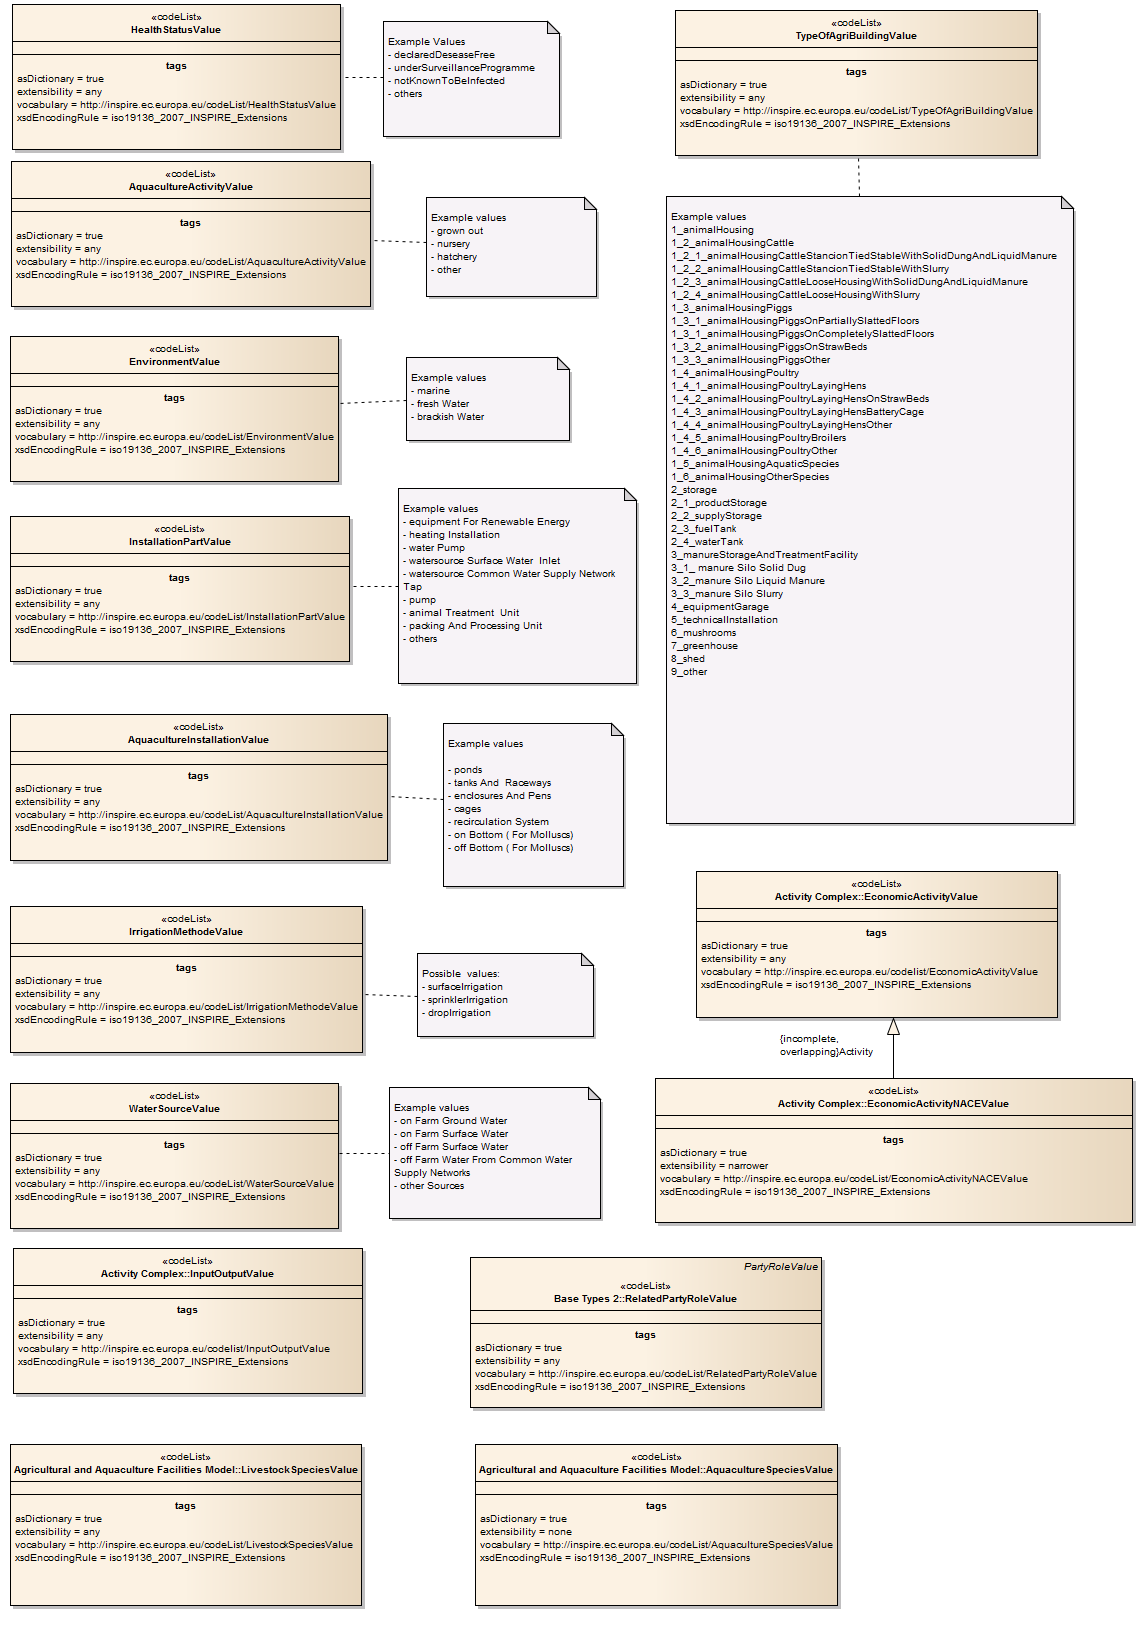 «codeList»
HealthStatusValue
tags
asDictionary = true
extensibility = any
vocabulary = http://inspire.ec.europa.eu/codeList/HealthStatusValue
xsdEncodingRule = iso19136_2007_INSPIRE_Extensions
Example Values
- declaredDeseaseFree
- underSurveillanceProgramme
- notKnownToBeInfected
- others
«codeList»
TypeOfAgriBuildingValue
tags
asDictionary = true
extensibility = any
vocabulary = http://inspire.ec.europa.eu/codeList/TypeOfAgriBuildingValue
xsdEncodingRule = iso19136_2007_INSPIRE_Extensions
«codeList»
AquacultureActivityValue
tags
asDictionary = true
extensibility = any
vocabulary = http://inspire.ec.europa.eu/codeList/AquacultureActivityValue
xsdEncodingRule = iso19136_2007_INSPIRE_Extensions
Example values
- grown out
- nursery
- hatchery
- other
Example values
1_animalHousing
1_2_animalHousingCattle
1_2_1_animalHousingCattleStancionTiedStableWithSolidDungAndLiquidManure
1_2_2_animalHousingCattleStancionTiedStableWithSlurry
1_2_3_animalHousingCatleLooseHousingWithSolidDungAndLiquidManure
1_2_4_animalHousingCattleLooseHousingWithSlurry
1_3_animalHousingPiggs
1_3_1_animalHousingPiggsOnPartiallySlattedFloors
1_3_1_animalHousingPiggsOnCompletelySlattedFloors
1_3_2_animalHousingPiggsOnStrawBeds
1_3_3_animalHousingPiggsOther
1_4_animalHousingPoultry
1_4_1_animalHousingPoultryLayingHens
1_4_2_animalHousingPoultryLayingHensOnStrawBeds
1_4_3_animalHousingPoultryLayingHensBatteryCage
1_4_4_animalHousingPoultryLayingHensOther
1_4_5_animalHousingPoultryBroilers
1_4_6_animalHousingPoultryOther
1_5_animalHousingAquaticSpecies
1_6_animalHousingOtherSpecies
2_storage
2_1_productStorage
2_2_supplyStorage
2_3_fuelTank
2_4_waterTank
3_manureStorageAndTreatmentFacility
3_1_ manure Silo Solid Dug
3_2_manure Silo Liquid Manure
3_3_manure Silo Slurry
4_equipmentGarage
5_technicalInstallation
6_mushrooms
7_greenhouse
8_shed
9_other
«codeList»
EnvironmentValue
tags
asDictionary = true
extensibility = any
vocabulary = http://inspire.ec.europa.eu/codeList/EnvironmentValue
xsdEncodingRule = iso19136_2007_INSPIRE_Extensions
Example values
- marine
- fresh Water
- brackish Water
«codeList»
InstallationPartValue
tags
asDictionary = true
extensibility = any
vocabulary = http://inspire.ec.europa.eu/codeList/InstallationPartValue
xsdEncodingRule = iso19136_2007_INSPIRE_Extensions
Example values
- equipment For Renewable Energy
- heating Installation
- water Pump
- watersource Surface Water  Inlet
- watersource Common Water Supply Network
Tap
- pump
- animal Treatment  Unit
- packing And Processing Unit
- others
«codeList»
AquacultureInstallationValue
tags
asDictionary = true
extensibility = any
vocabulary = http://inspire.ec.europa.eu/codeList/AquacultureInstallationValue
xsdEncodingRule = iso19136_2007_INSPIRE_Extensions
Example values
- ponds
- tanks And  Raceways
- enclosures And Pens
- cages
- recirculation System
- on Bottom ( For Molluscs)
- off Bottom ( For Molluscs)
«codeList»
Activity Complex::EconomicActivityValue
tags
asDictionary = true
extensibility = any
vocabulary = http://inspire.ec.europa.eu/codelist/EconomicActivityValue
xsdEncodingRule = iso19136_2007_INSPIRE_Extensions
«codeList»
IrrigationMethodeValue
tags
asDictionary = true
extensibility = any
vocabulary = http://inspire.ec.europa.eu/codeList/IrrigationMethodeValue
xsdEncodingRule = iso19136_2007_INSPIRE_Extensions
Possible  values:
- surfaceIrrigation
- sprinklerIrrigation
- dropIrrigation
{incomplete,
overlapping}Activity
«codeList»
Activity Complex::EconomicActivityNACEValue
tags
asDictionary = true
extensibility = narrower
vocabulary = http://inspire.ec.europa.eu/codeList/EconomicActivityNACEValue
xsdEncodingRule = iso19136_2007_INSPIRE_Extensions
«codeList»
WaterSourceValue
tags
asDictionary = true
extensibility = any
vocabulary = http://inspire.ec.europa.eu/codeList/WaterSourceValue
xsdEncodingRule = iso19136_2007_INSPIRE_Extensions
Example values
- on Farm Ground Water
- on Farm Surface Water
- off Farm Surface Water
- off Farm Water From Common Water
Supply Networks
- other Sources
«codeList»
Activity Complex::InputOutputValue
tags
asDictionary = true
extensibility = any
vocabulary = http://inspire.ec.europa.eu/codelist/InputOutputValue
xsdEncodingRule = iso19136_2007_INSPIRE_Extensions
PartyRoleValue
«codeList»
Base Types 2::RelatedPartyRoleValue
tags
asDictionary = true
extensibility = any
vocabulary = http://inspire.ec.europa.eu/codeList/RelatedPartyRoleValue
xsdEncodingRule = iso19136_2007_INSPIRE_Extensions
«codeList»
Agricultural and Aquaculture Facilities Model::LivestockSpeciesValue
tags
asDictionary = true
extensibility = any
vocabulary = http://inspire.ec.europa.eu/codeList/LivestockSpeciesValue
xsdEncodingRule = iso19136_2007_INSPIRE_Extensions
«codeList»
Agricultural and Aquaculture Facilities Model::AquacultureSpeciesValue
tags
asDictionary = true
extensibility = none
vocabulary = http://inspire.ec.europa.eu/codeList/AquacultureSpeciesValue
xsdEncodingRule = iso19136_2007_INSPIRE_Extensions